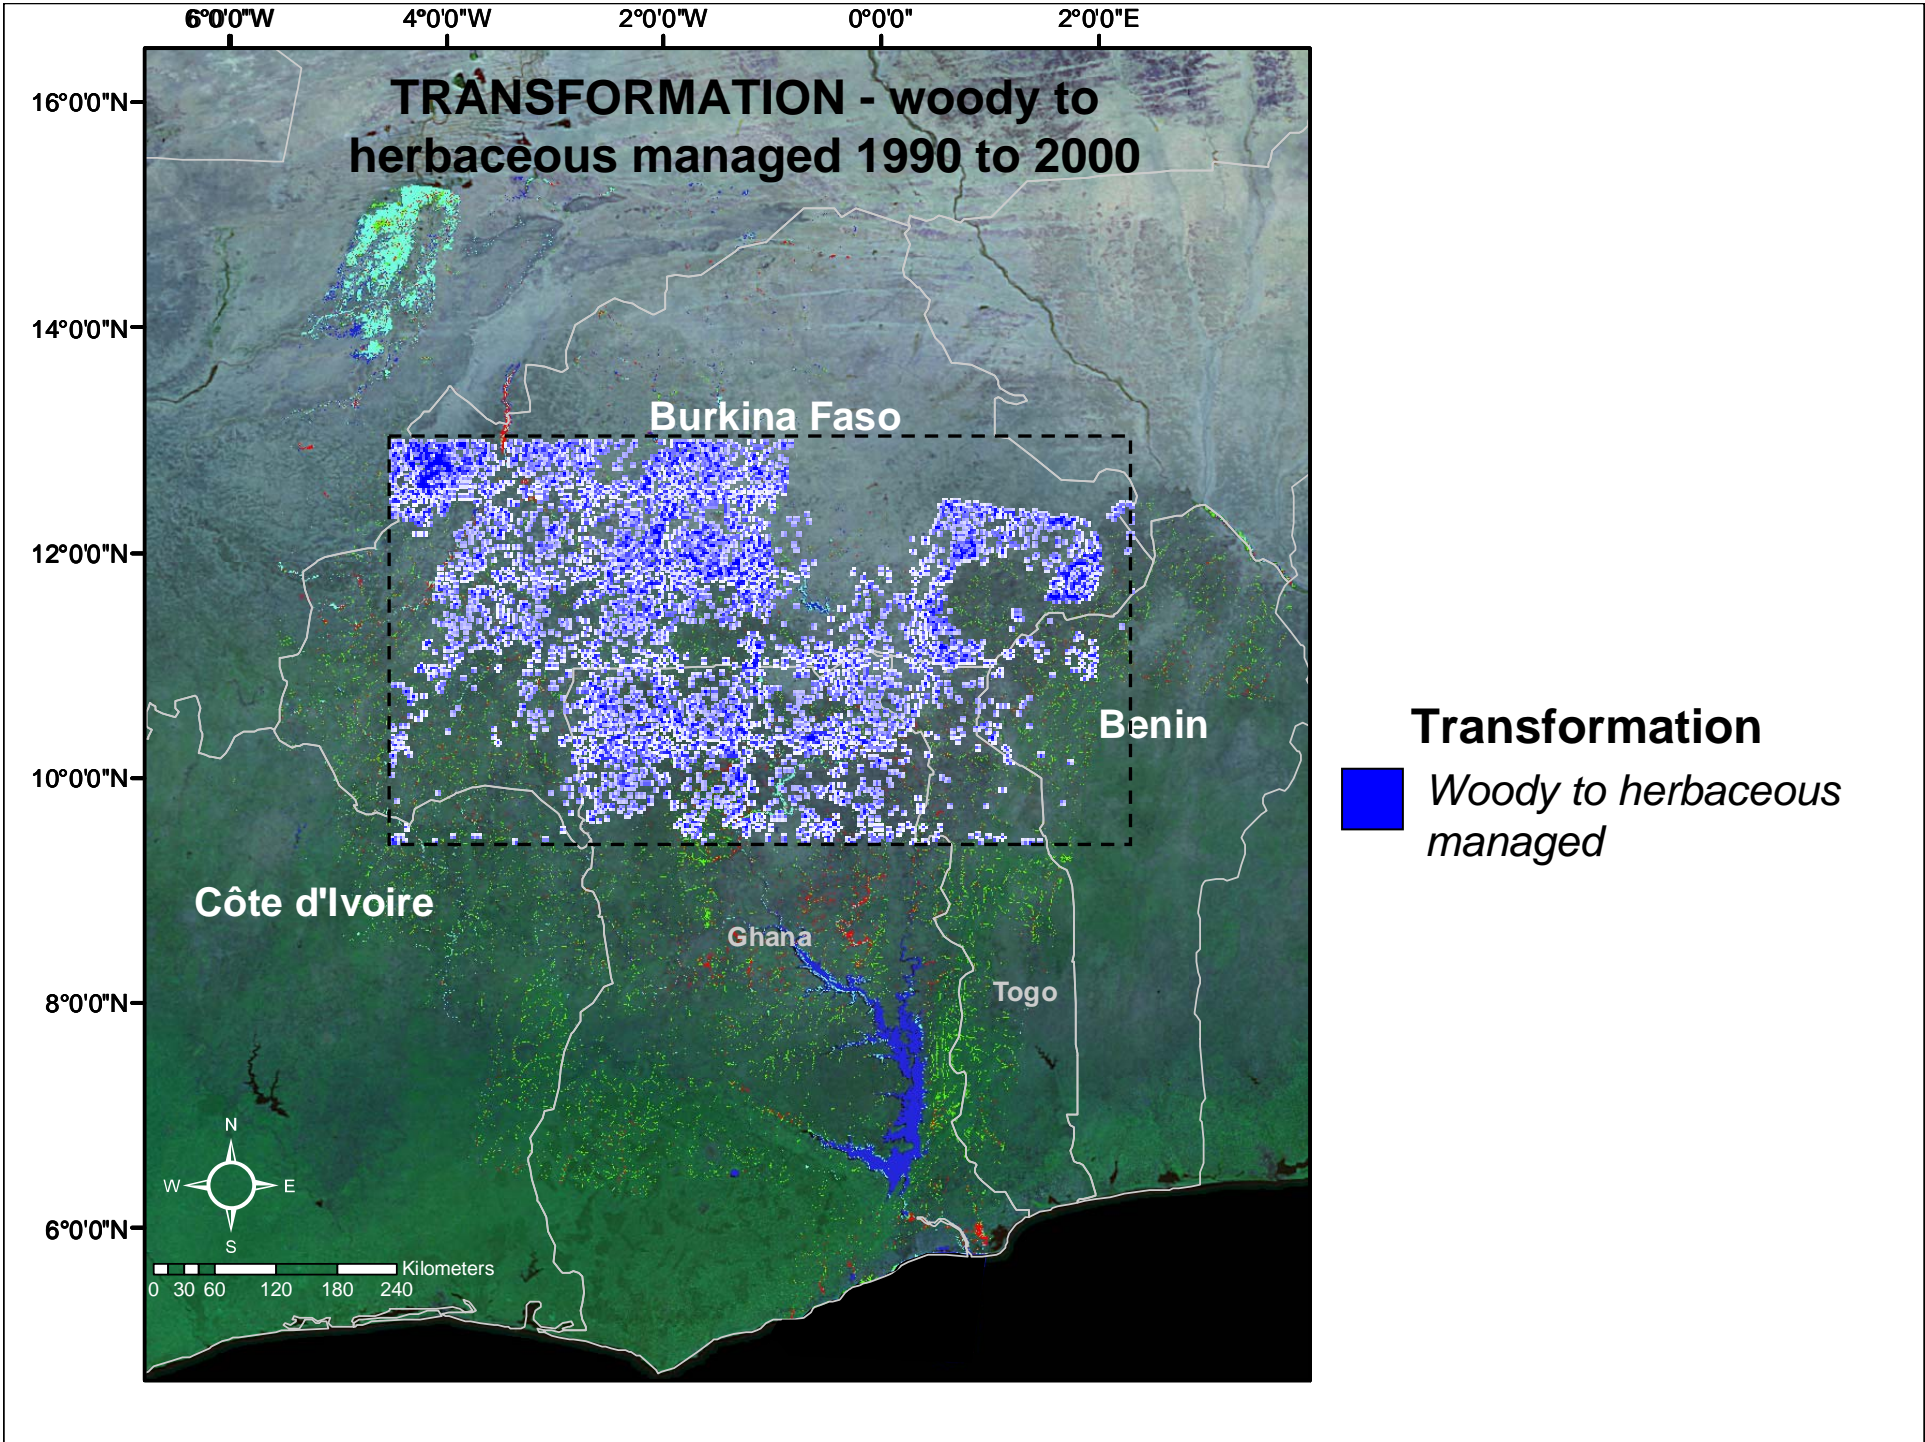 6°0'0"W 4°0'0"W 2°0'0"W 0°0'0" 2°0'0"E
TRANSFORMATION - woody to
herbaceous managed 1990 to 2000
16°0'0"N
14°0'0"N
12°0'0"N
10°0'0"N
8°0'0"N
6°0'0"N
Burkina Faso
Benin
Côte d'Ivoire
Ghana
Togo
N
W E
S
Kilometers
0 30 60 120 180 240
Transformation
Woody to herbaceous
managed